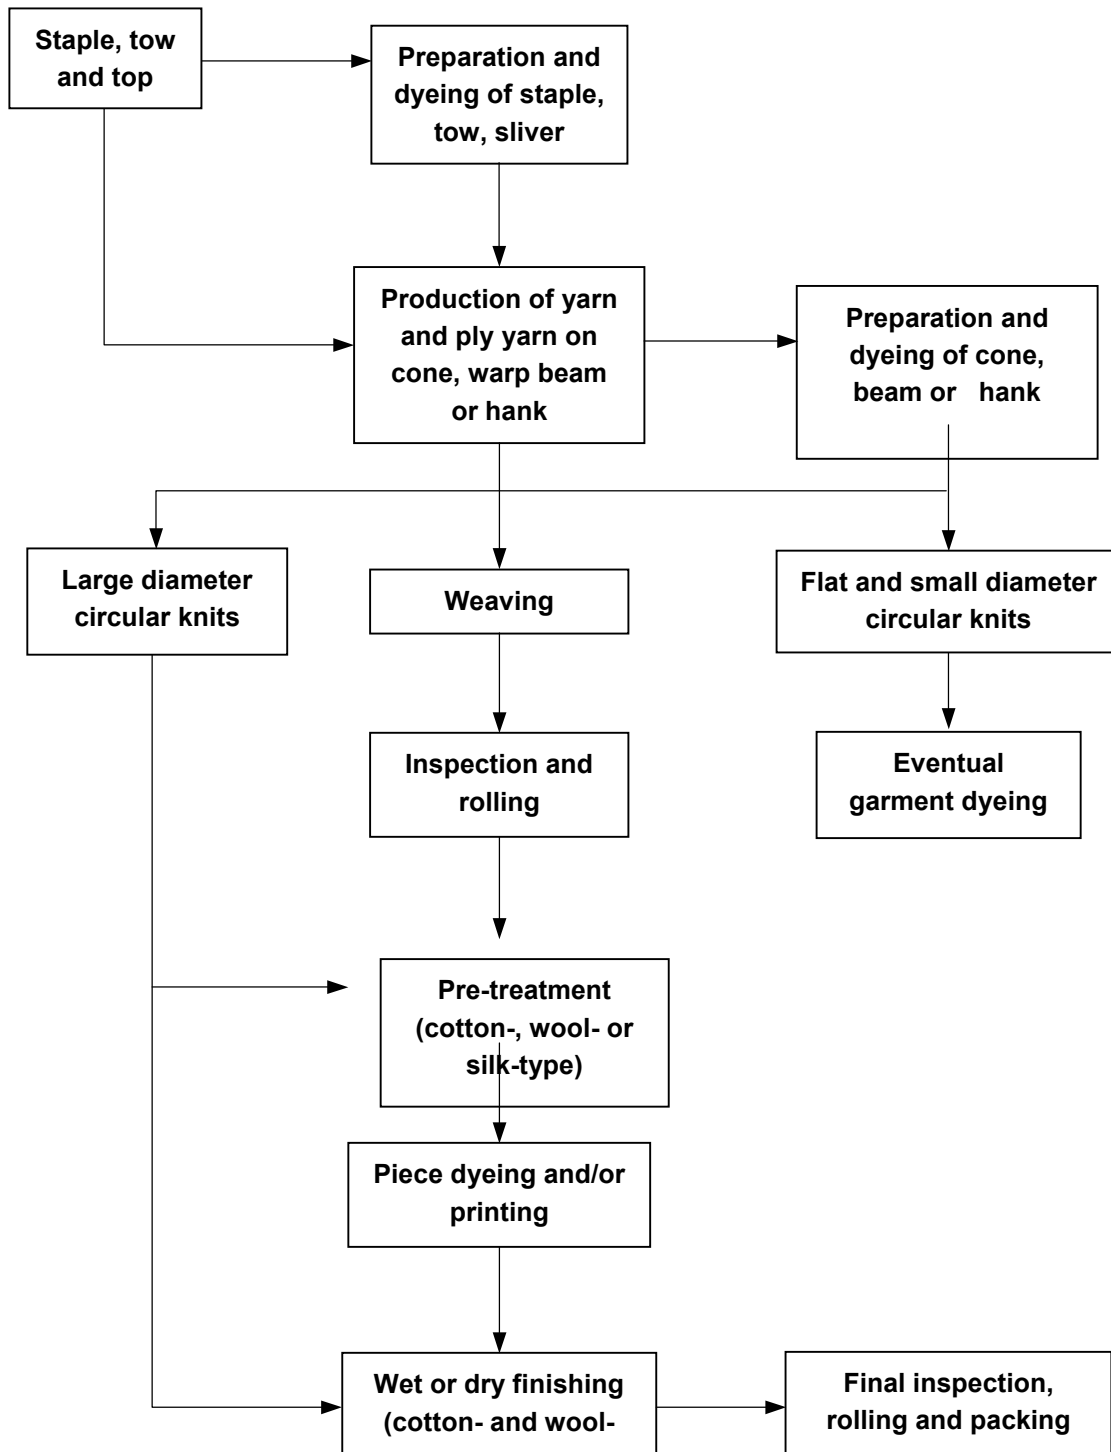 Staple, tow
and top
Preparation and
dyeing of staple,
tow, sliver
Production of yarn
and ply yarn on
cone, warp beam
or hank
Preparation and
dyeing of cone,
beam or hank
Large diameter
circular knits
Weaving
Flat and small diameter
circular knits
Inspection and
rolling
Eventual
garment dyeing
Pre-treatment
(cotton-, wool- or
silk-type)
Piece dyeing and/or
printing
Wet or dry finishing
(cotton- and wool-
Final inspection,
rolling and packing